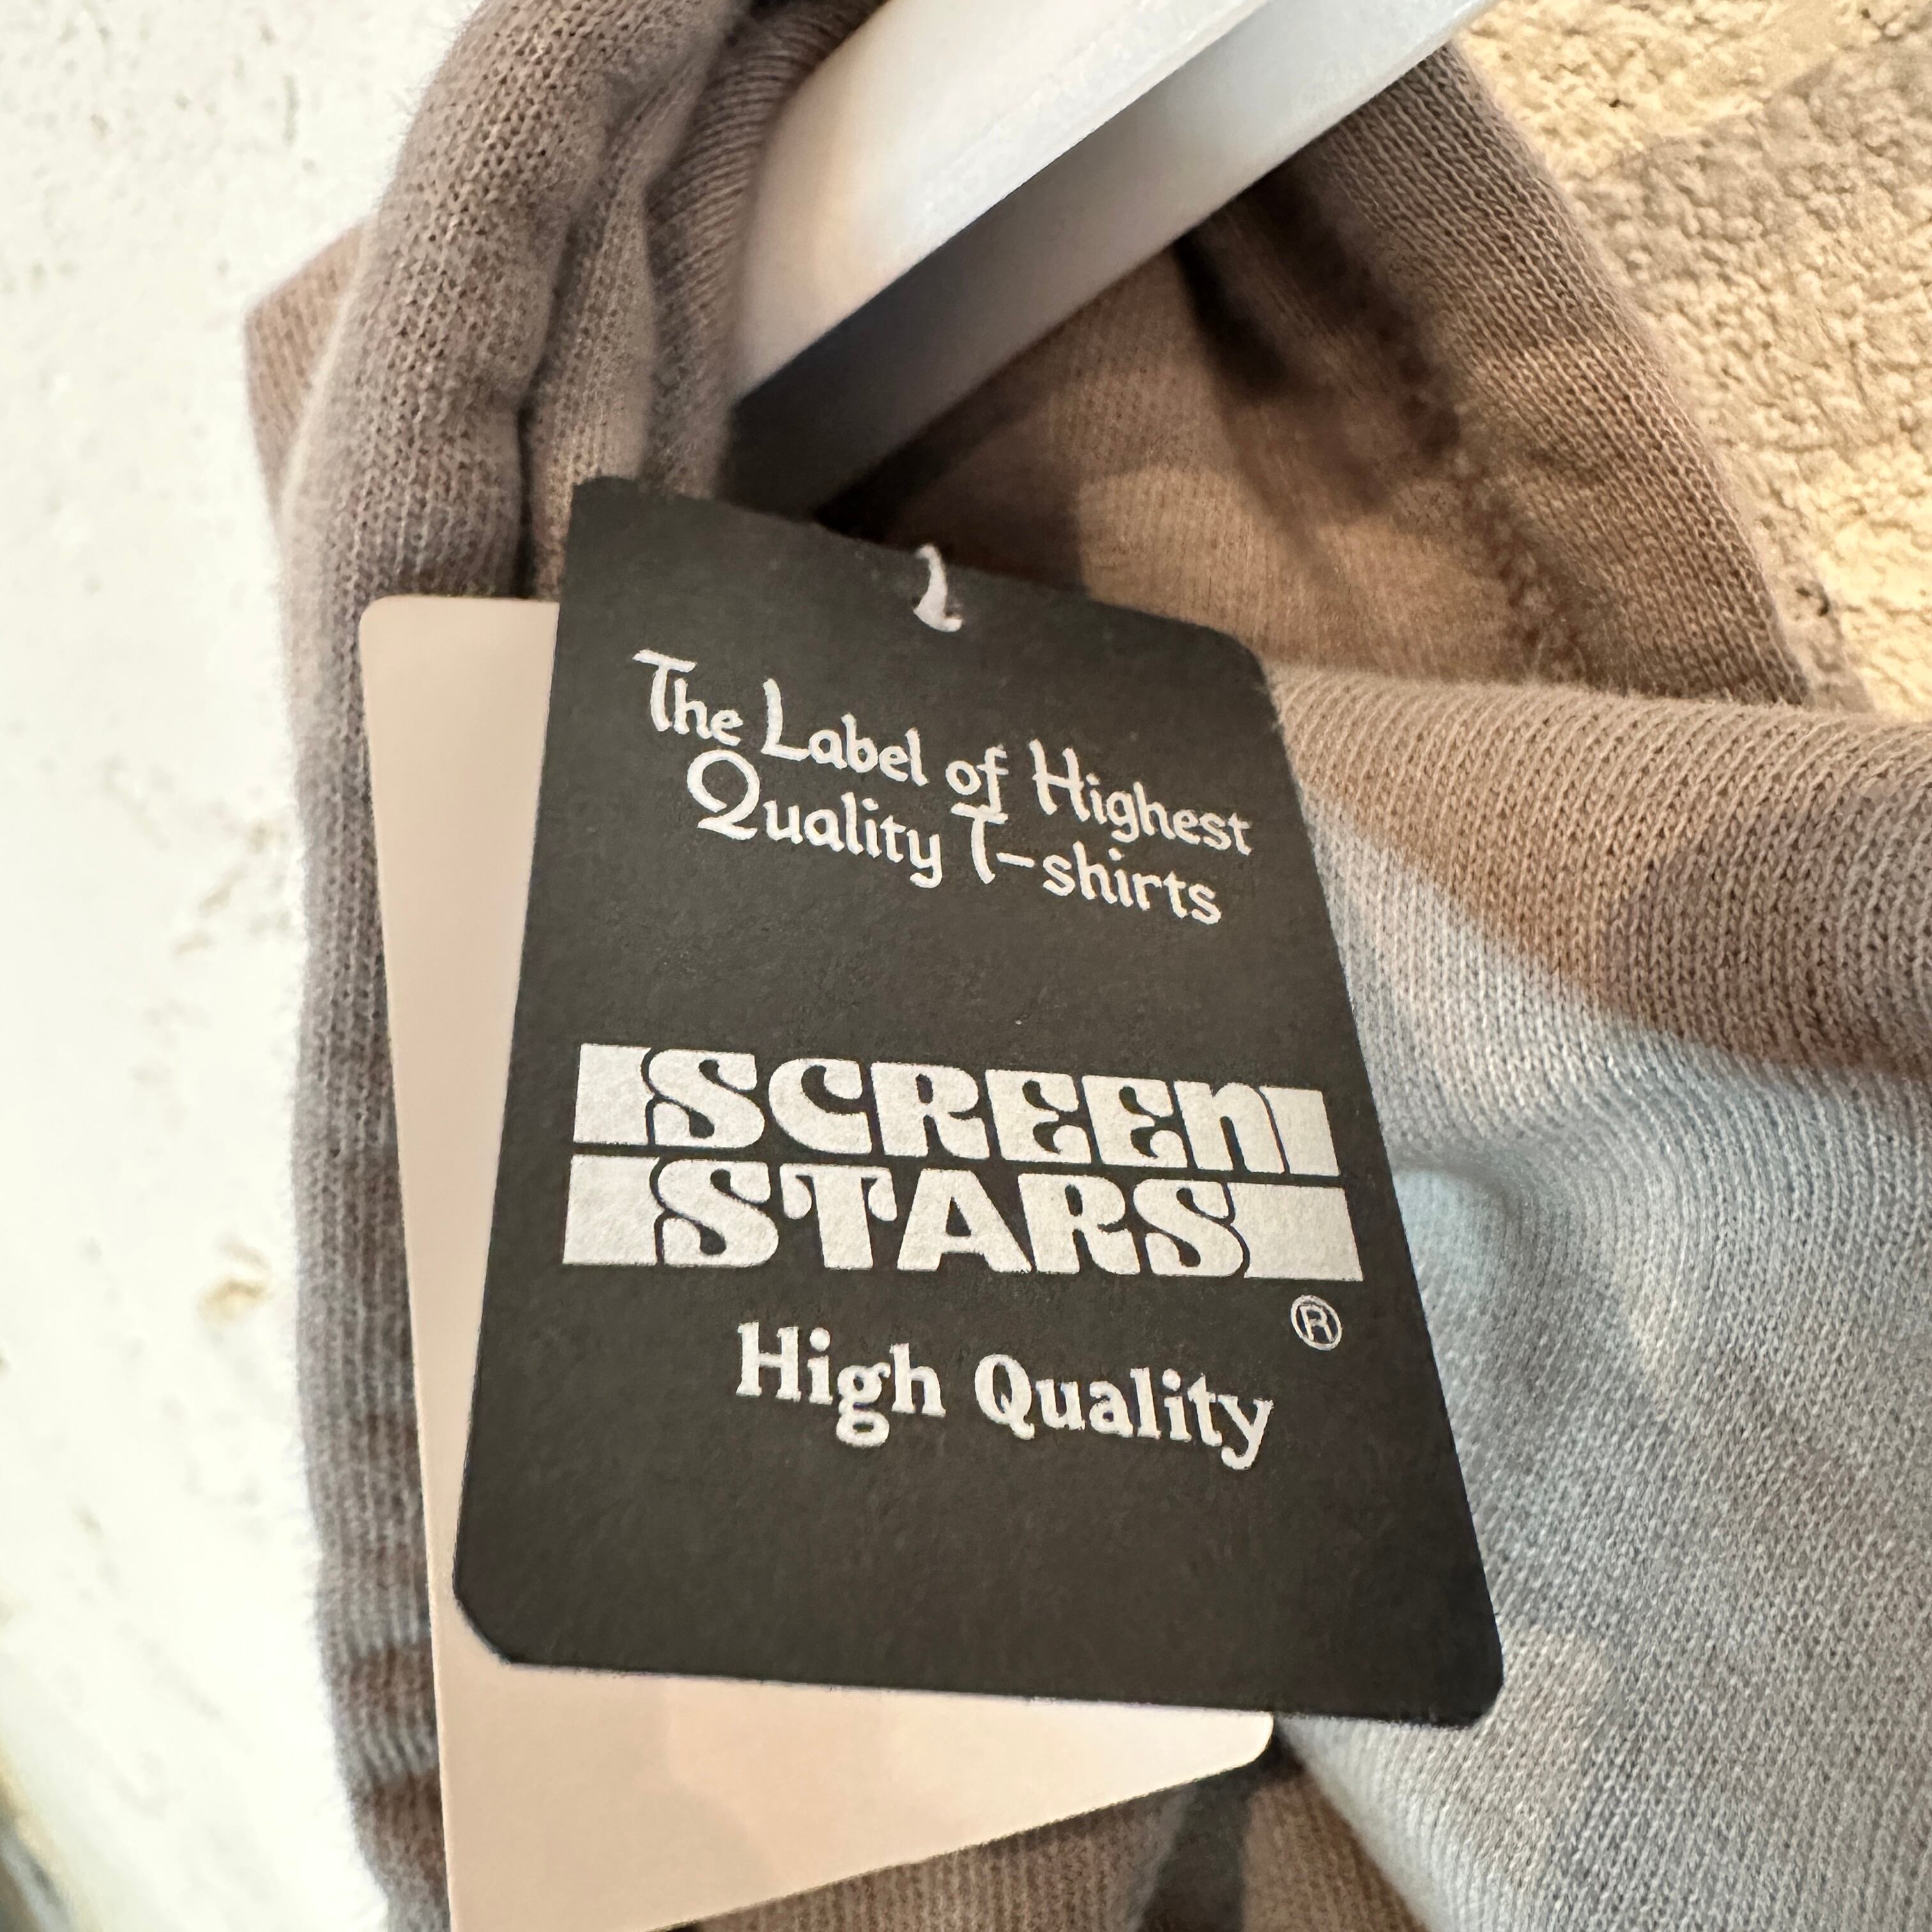 The Label of Highest
Quality T-shirts
SCREEN
STARS
®
High Quality